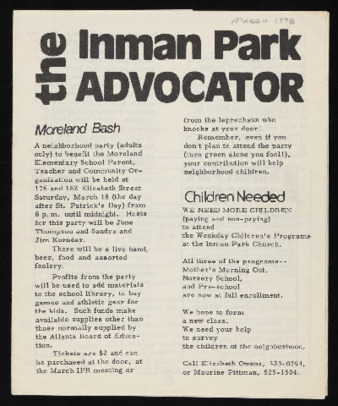 MARCH 1978
the Inman Park
ADVOCATOR
Moreland Bash
A neighborhood party (adults
only) to benefit the Moreland
Elementary School Parent,
Teacher and Community Or-
ganization will be held at
176 and 182 Elizabeth Street
Saturday, March 18 (the day
after St. Patrick's Day) from
8 p.m. until midnight. Hosts
for this party will be June
Thompson and Sandra and
Jim Kornder.
There will be a live band,
beer, food and assorted
foolery.
Profits from the party
will be used to add materials
to the school library, to buy
games and athletic gear for
the kids. Such funds make
available supplies other than
those normally supplied by
the Atlanta Board of Educa-
tion.
Tickets are $2 and can
be purchased at the door, at
the March IPR meeting or
from the leprechaun who
knocks at your door!
Remember, even if you
don't plan to attend the party
(turn green alone you fool!),
your contribution will help
neighborhood children.
Children Needed
WE NEED MORE CHILDREN
(paying and non-paying)
to attend
the Weekday Children's Programs
at the Inman Park Church.
All three of the programs--
Mother's Morning Out,
Nursery School,
and Pre-school
are now at full enrollment.
We hope to form
a new class.
We need your help
to survey
the children of the neighborhood.
Call Elizabeth Owens, 523-0294,
or Maurine Pittman, 525-1504.